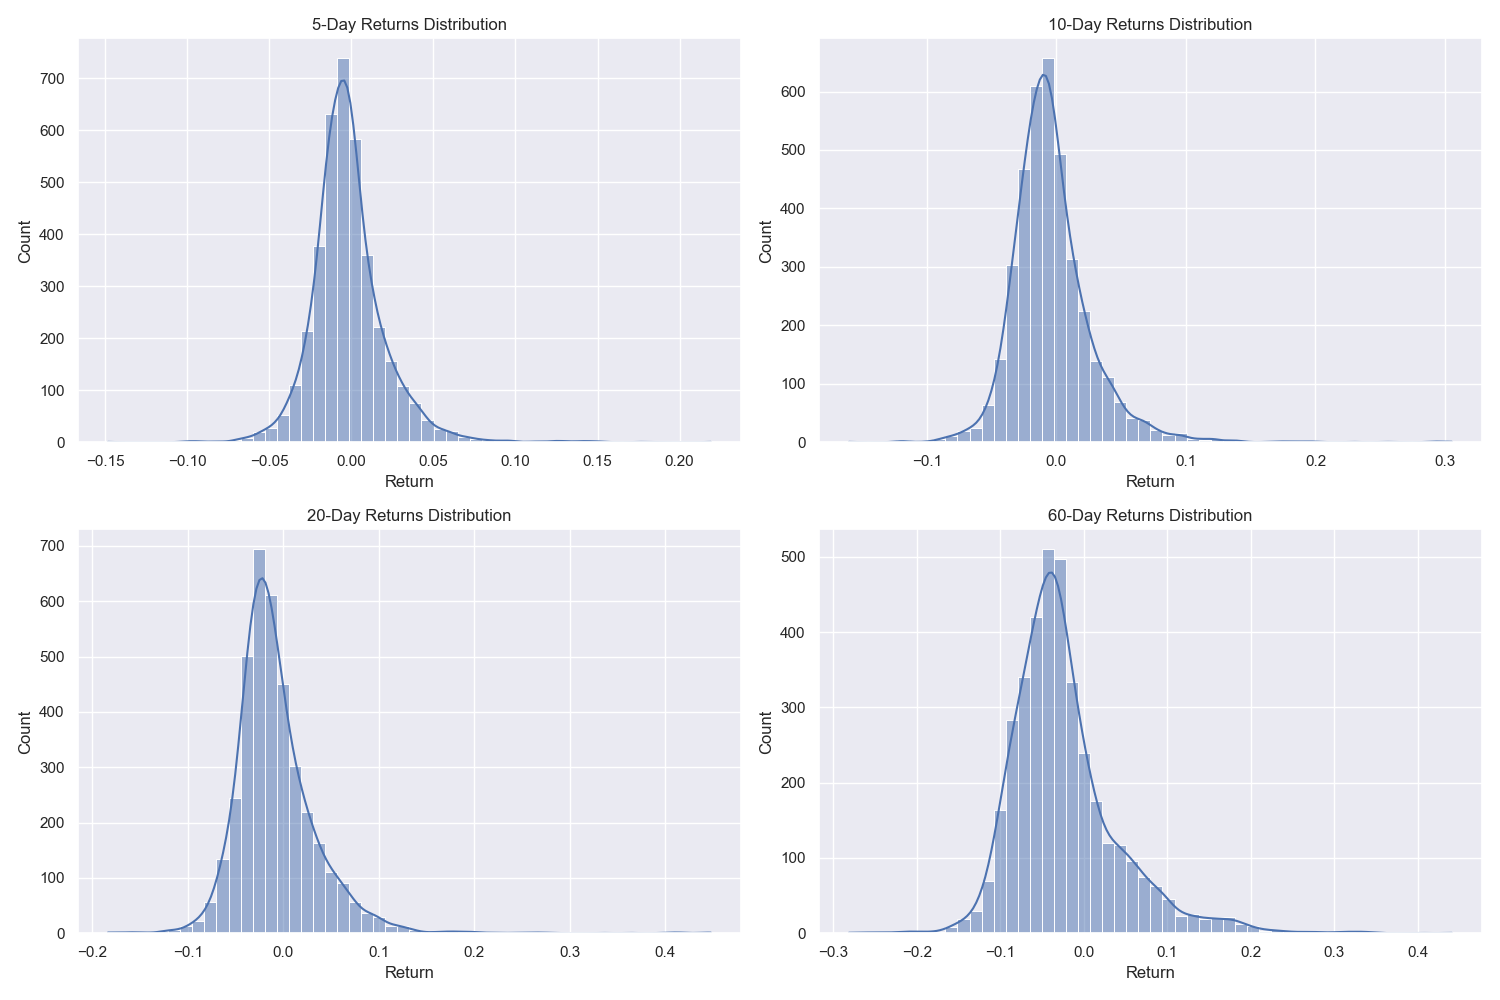 5-Day Returns Distribution
Count
700
600
500
400
300
200
100
0
−0.15 −0.10 −0.05 0.00 0.05 0.10 0.15 0.20
Return
10-Day Returns Distribution
Count
600
500
400
300
200
100
0
−0.1 0.0 0.1 0.2 0.3
Return
20-Day Returns Distribution
Count
700
600
500
400
300
200
100
0
−0.2 −0.1 0.0 0.1 0.2 0.3 0.4
Return
60-Day Returns Distribution
Count
500
400
300
200
100
0
−0.3 −0.2 −0.1 0.0 0.1 0.2 0.3 0.4
Return